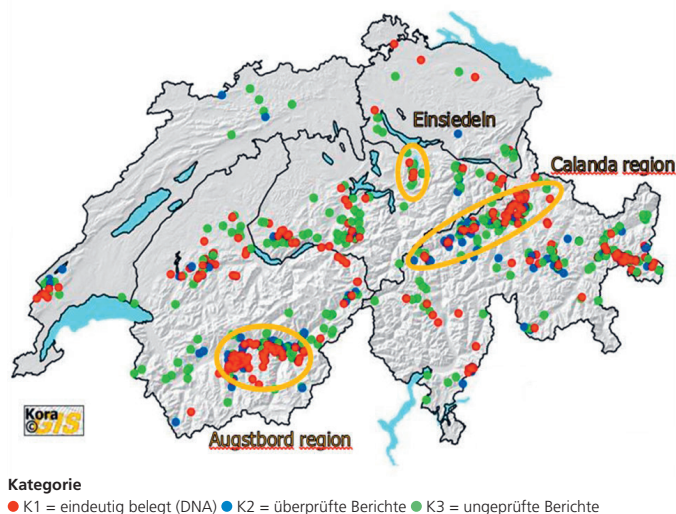 Einsiedeln
Calanda region
Augstbord region
Kora
© GIS
Kategorie
K1 = eindeutig belegt (DNA) K2 = überprüfte Berichte K3 = ungeprüfte Berichte